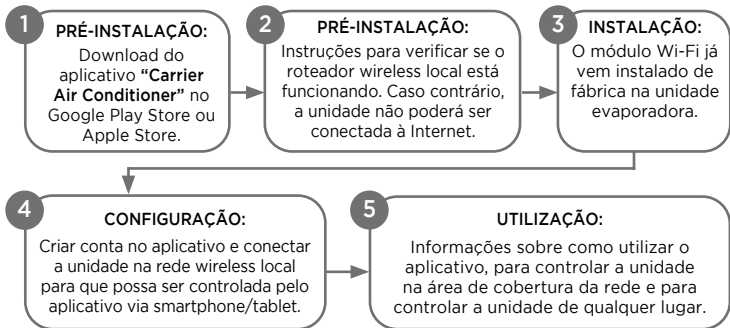 1
PRÉ-INSTALAÇÃO:
Download do
aplicativo “Carrier
Air Conditioner” no
Google Play Store ou
Apple Store.
2
PRÉ-INSTALAÇÃO:
Instruções para verificar se o
roteador wireless local está
funcionando. Caso contrário,
a unidade não poderá ser
conectada à Internet.
3
INSTALAÇÃO:
O módulo Wi-Fi já
vem instalado de
fábrica na unidade
evaporadora.
4
CONFIGURAÇÃO:
Criar conta no aplicativo e conectar
a unidade na rede wireless local
para que possa ser controlada pelo
aplicativo via smartphone/tablet.
5
UTILIZAÇÃO:
Informações sobre como utilizar o
aplicativo, para controlar a unidade
na área de cobertura da rede e para
controlar a unidade de qualquer lugar.